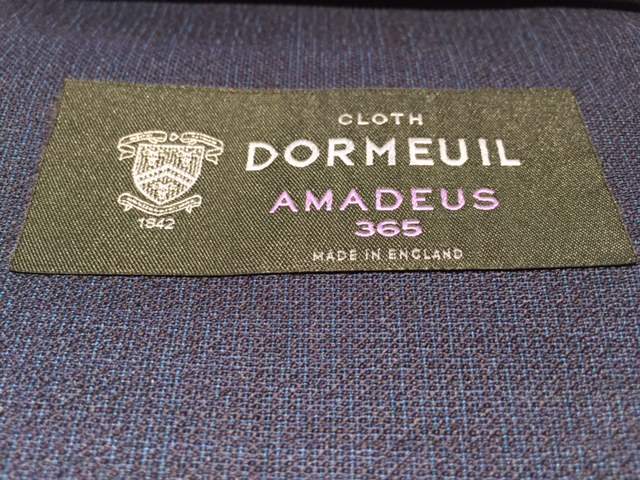 CLOTH
DORMEUIL
AMADEUS
365
MADE IN ENGLAND
1842